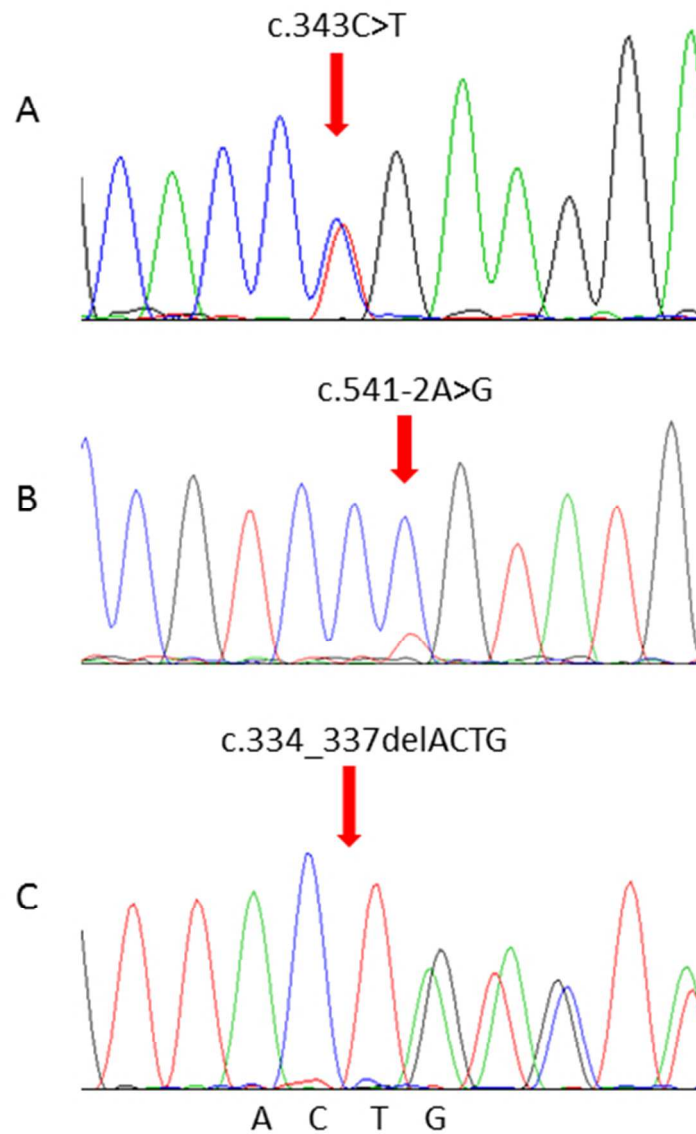 c.343C>T
A
c.541-2A>G
B
c.334_337delACTG
C
A C T G